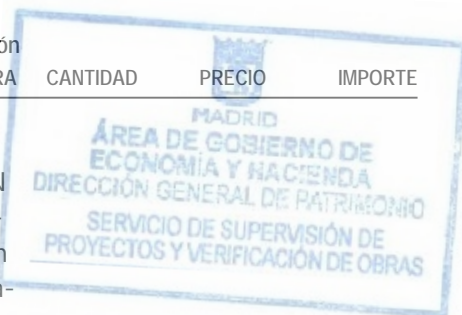 ón
RA CANTIDAD PRECIO IMPORTE
MADRID
ÁREA DE GOBIERNO DE
ECONOMÍA Y HACIENDA
DIRECCIÓN GENERAL DE PATRIMONIO
SERVICIO DE SUPERVISIÓN DE
PROYECTOS Y VERIFICACIÓN DE OBRAS
N
n
n-